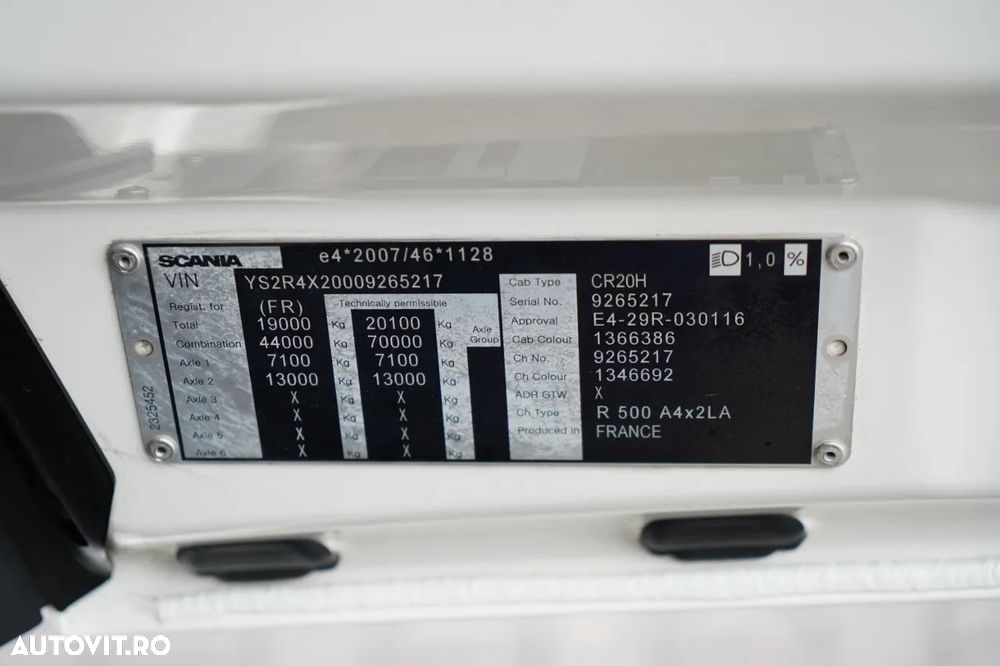 SCANIA e4*2007/46*1128 1,0 %
VIN YS2R4X20009265217 Cab Type CR20H
Regist. for (FR) Technically permissible Serial No. 9265217
Total 19000 Kg 20100 Kg Axle Group Approval E4-29R-030116
Combination 44000 Kg 70000 Kg Cab Colour 1366386
Axle 1 7100 Kg 7100 Kg Ch No. 9265217
Axle 2 13000 Kg 13000 Kg Ch Colour 1346692
Axle 3 X Kg X Kg ADR GTW X
Axle 4 X Kg X Kg Ch Type R 500 A4x2LA
Axle 5 X Kg X Kg Produced in FRANCE
Axle 6 X Kg X Kg
2325452
AUTOVIT.RO